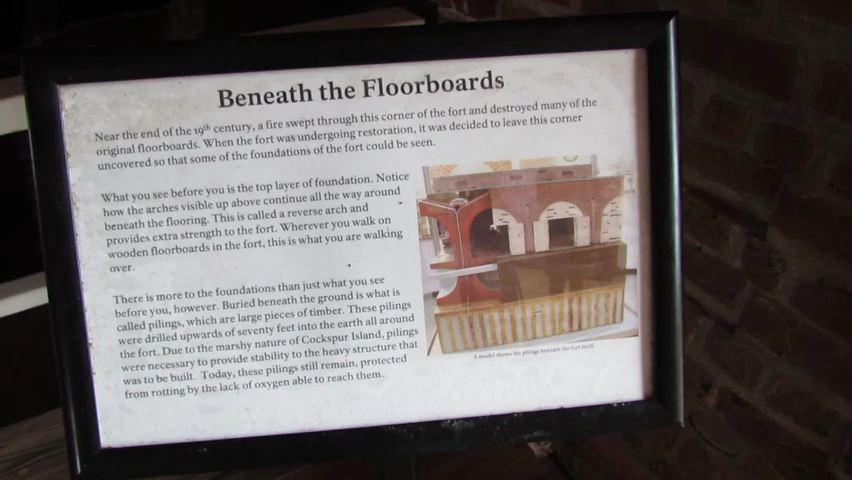 Beneath the Floorboards
Near the end of the 19th century, a fire swept through this corner of the fort and destroyed many of the
original floorboards. When the fort was undergoing restoration, it was decided to leave this corner
uncovered so that some of the foundations of the fort could be seen.
What you see before you is the top layer of foundation. Notice
how the arches visible up above continue all the way around
beneath the flooring. This is called a reverse arch and
provides extra strength to the fort. Wherever you walk on
wooden floorboards in the fort, this is what you are walking
over.
There is more to the foundations than just what you see
before you, however. Buried beneath the ground is what is
called pilings, which are large pieces of timber. These pilings
were drilled upwards of seventy feet into the earth all around
the fort. Due to the marshy nature of Cockspur Island, pilings
were necessary to provide stability to the heavy structure that
was to be built. Today, these pilings still remain, protected
from rotting by the lack of oxygen able to reach them.
A model shows the pilings beneath the fort itself.